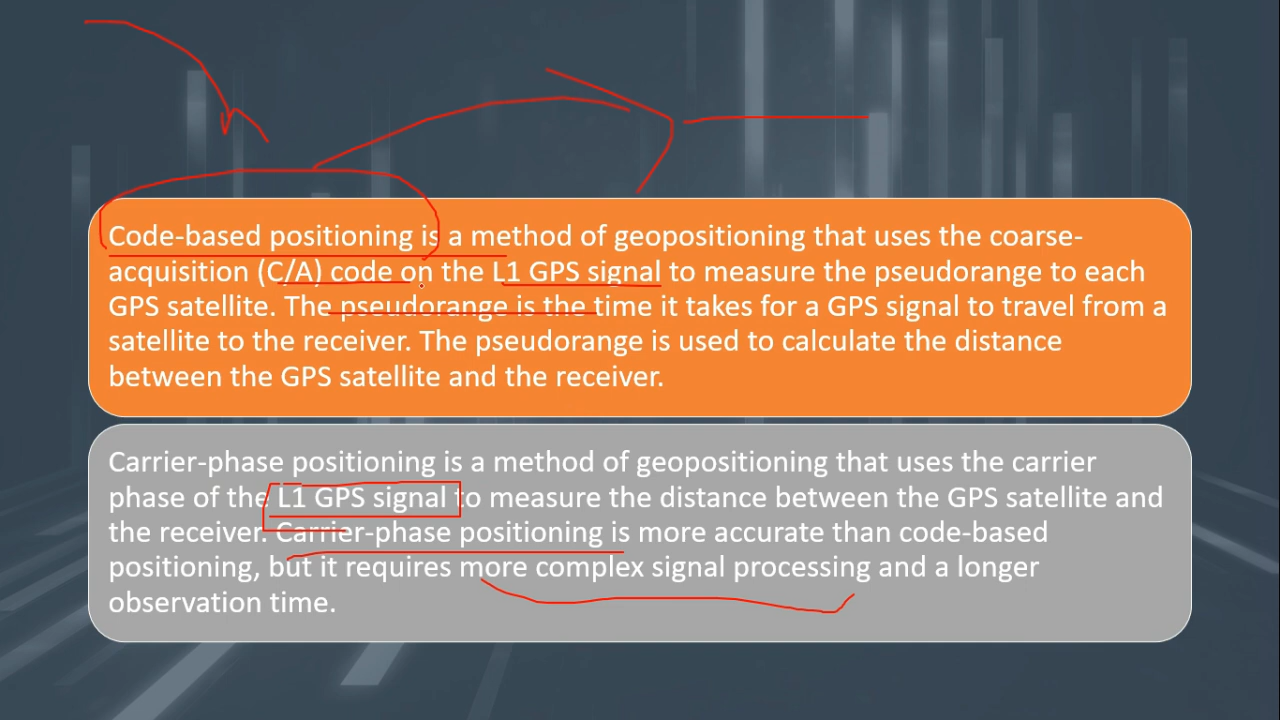 Code-based positioning is a method of geopositioning that uses the coarse-
acquisition (C/A) code on the L1 GPS signal to measure the pseudorange to each
GPS satellite. The pseudorange is the time it takes for a GPS signal to travel from a
satellite to the receiver. The pseudorange is used to calculate the distance
between the GPS satellite and the receiver.
Carrier-phase positioning is a method of geopositioning that uses the carrier
phase of the L1 GPS signal to measure the distance between the GPS satellite and
the receiver. Carrier-phase positioning is more accurate than code-based
positioning, but it requires more complex signal processing and a longer
observation time.